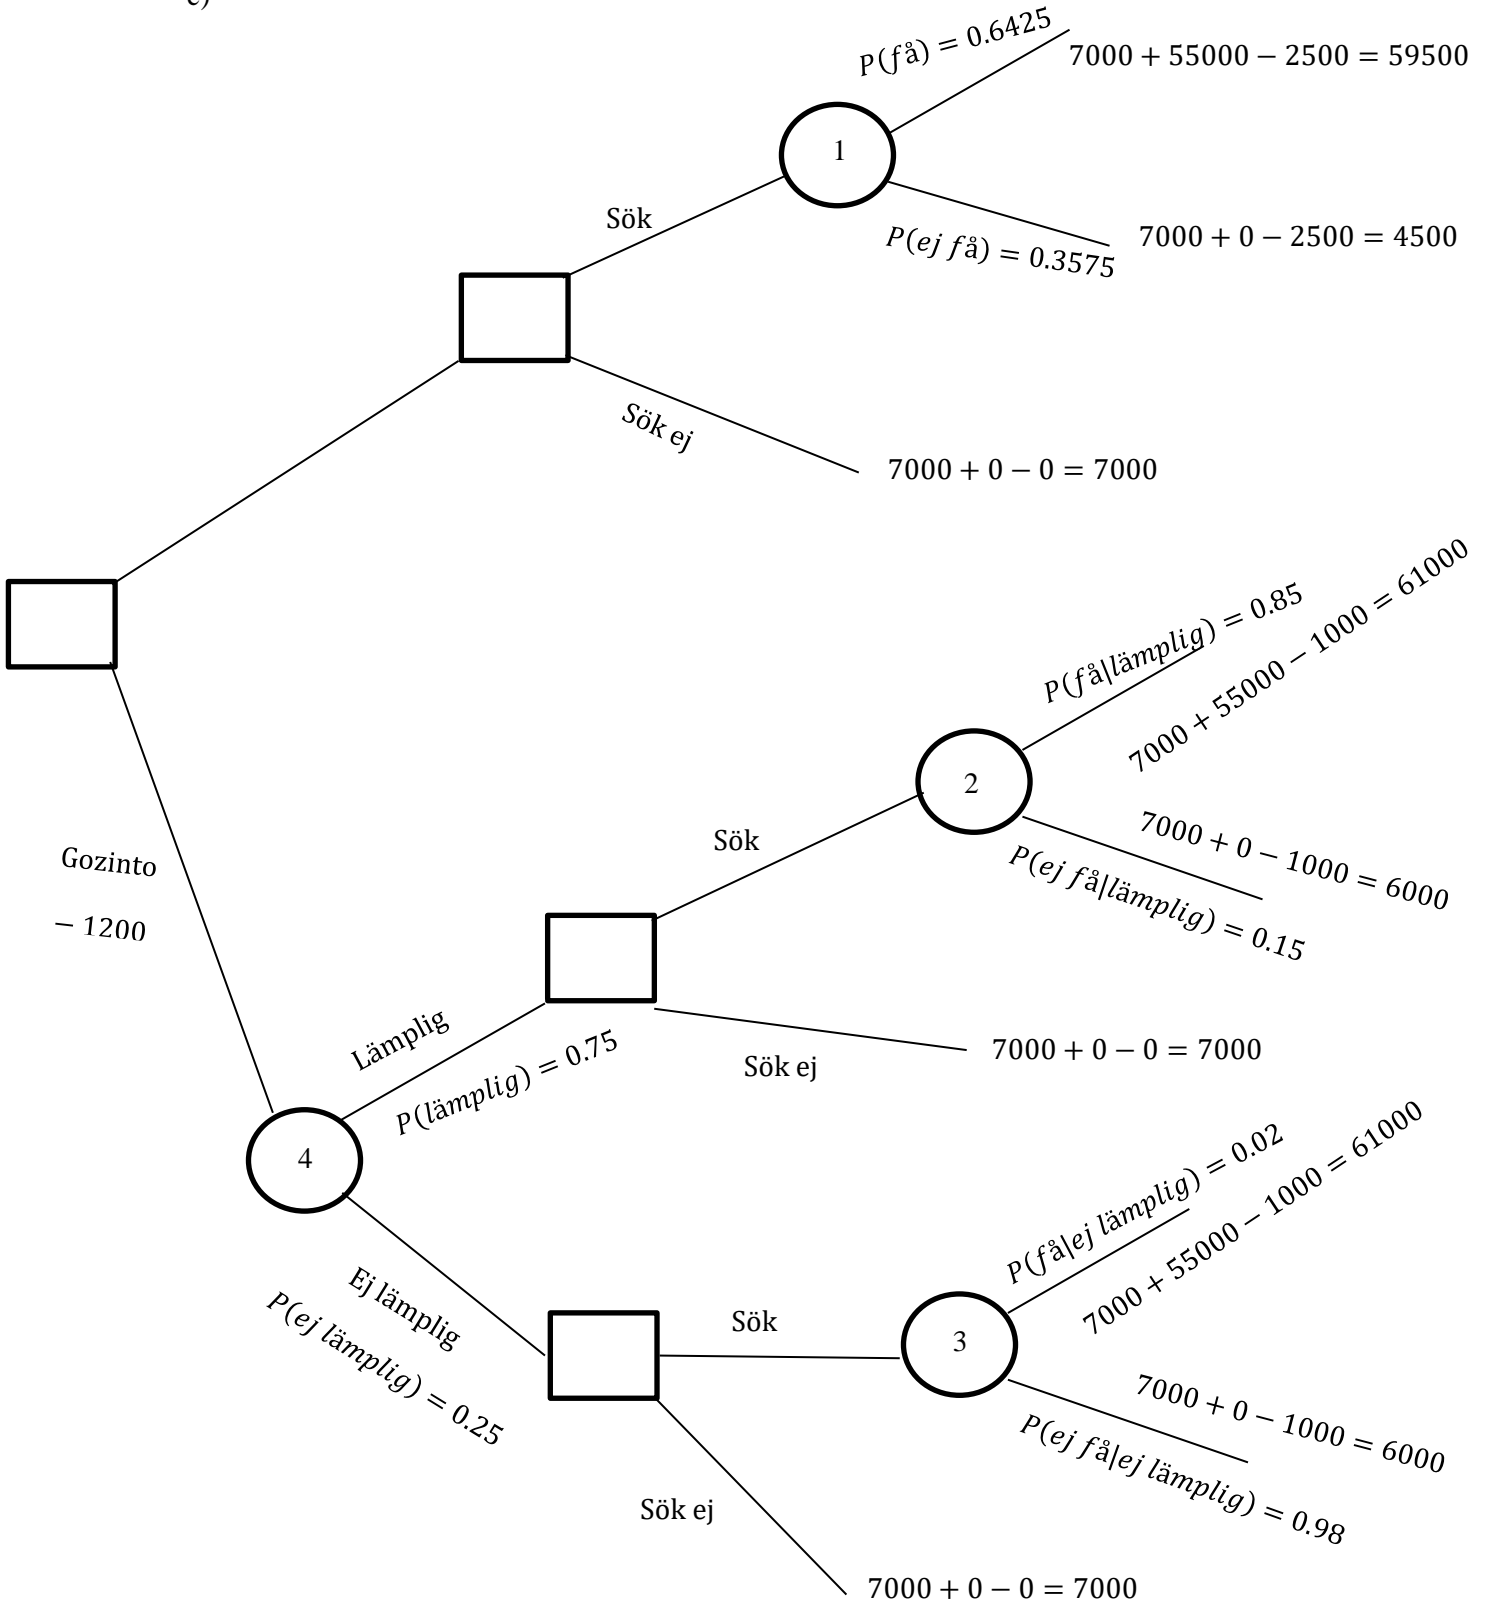 c)
P(få) = 0.6425
7000 + 55000 − 2500 = 59500
1
Sök
P(ej få) = 0.3575
7000 + 0 − 2500 = 4500
Sök ej
7000 + 0 − 0 = 7000
P(få|lämplig) = 0.85
7000 + 55000 − 1000 = 61000
2
Sök
7000 + 0 − 1000 = 6000
P(ej få|lämplig) = 0.15
Gozinto
− 1200
Lämplig
P(lämplig) = 0.75
Sök ej
7000 + 0 − 0 = 7000
4
P(få|ej lämplig) = 0.02
7000 + 55000 − 1000 = 61000
Ej lämplig
P(ej lämplig) = 0.25
Sök
3
7000 + 0 − 1000 = 6000
P(ej få|ej lämplig) = 0.98
Sök ej
7000 + 0 − 0 = 7000